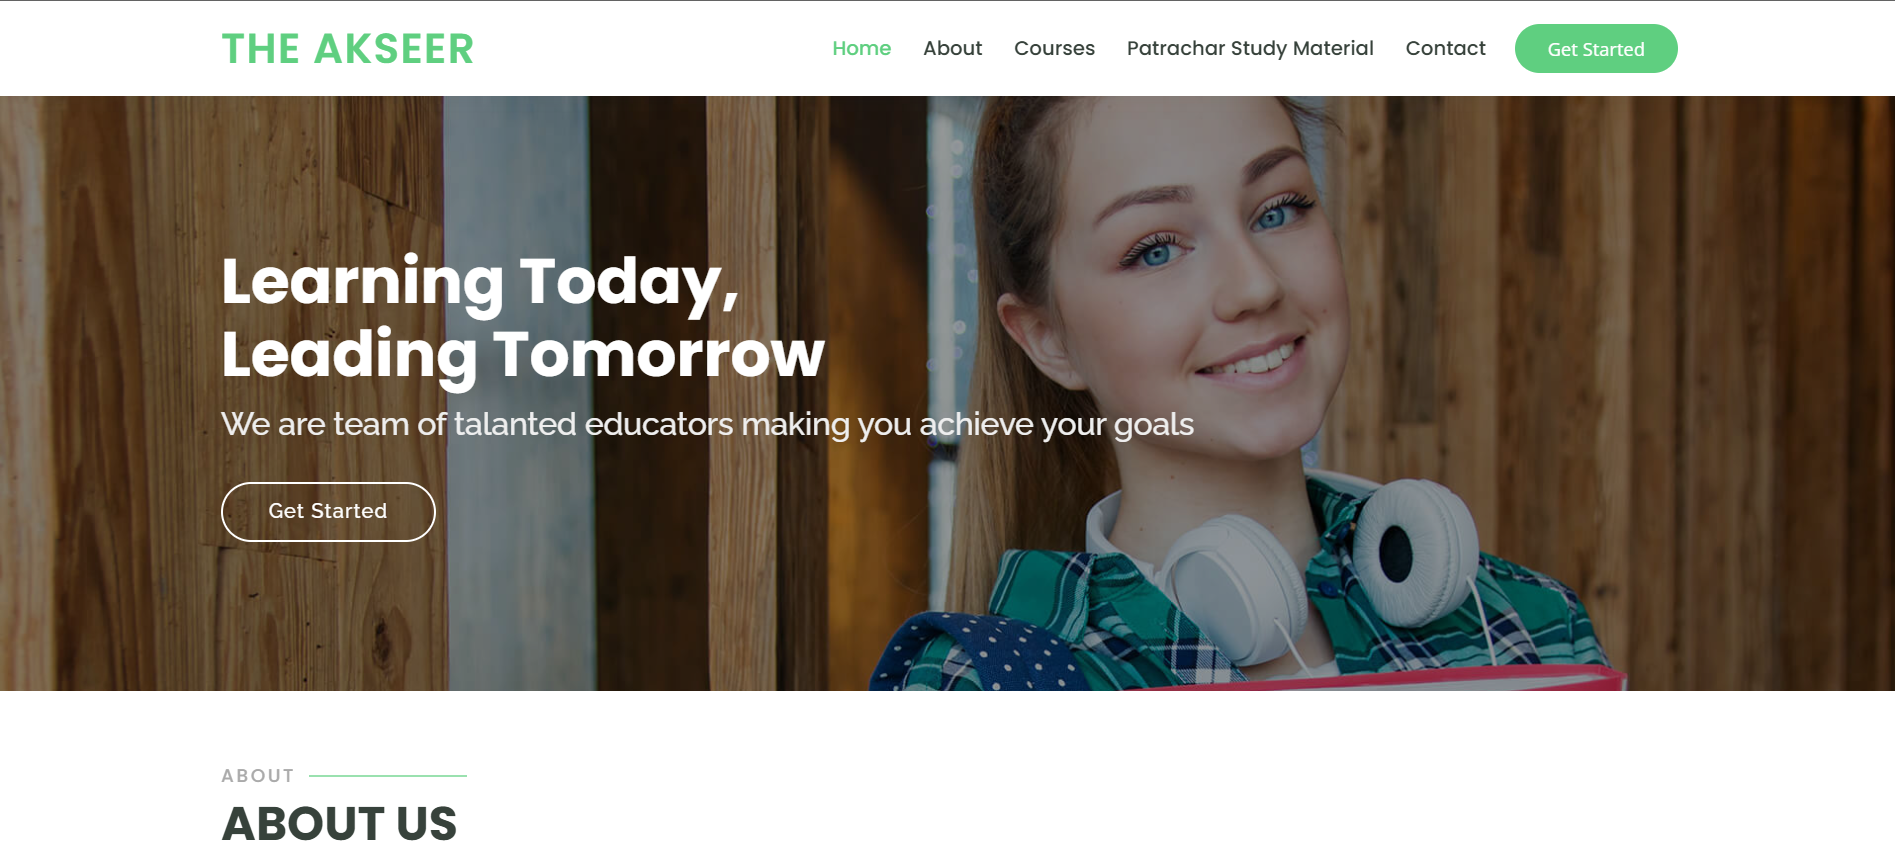 THE AKSEER
Home About Courses Patrachar Study Material Contact Get Started
Learning Today,
Leading Tomorrow
We are team of talanted educators making you achieve your goals
Get Started
ABOUT
ABOUT US